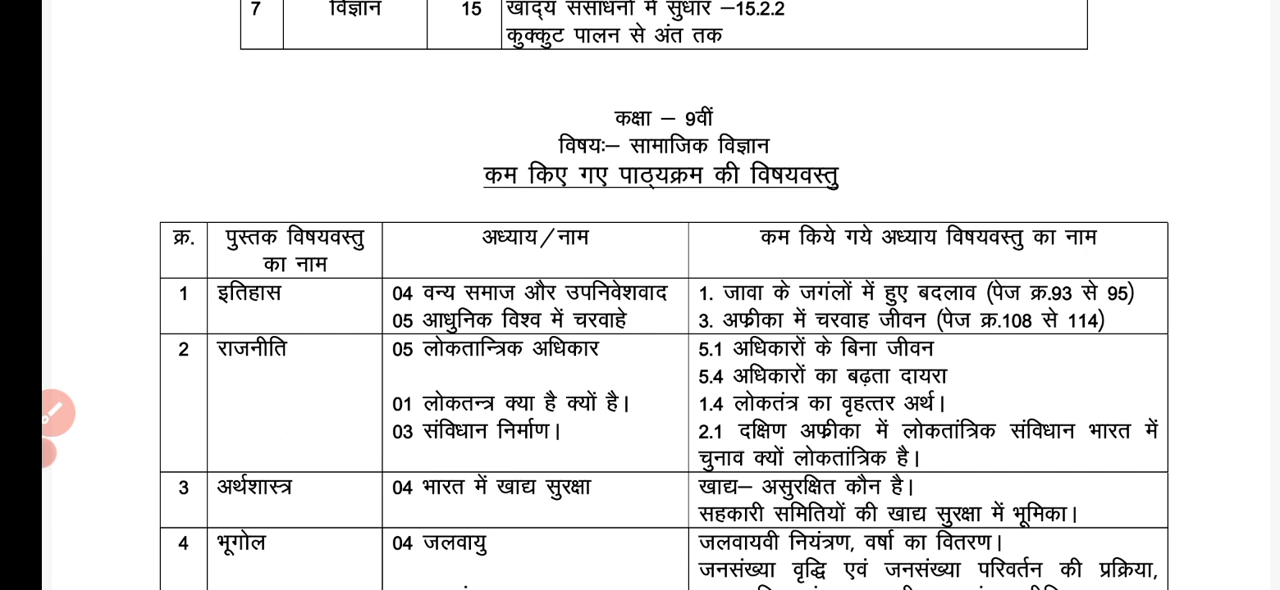 7 विज्ञान 15 खाद्य संसाधनों में सुधार –15.2.2
कुक्कुट पालन से अंत तक
कक्षा – 9वीं
विषयः– सामाजिक विज्ञान
कम किए गए पाठ्यक्रम की विषयवस्तु
क्र. पुस्तक विषयवस्तु का नाम अध्याय/नाम कम किये गये अध्याय विषयवस्तु का नाम
1 इतिहास 04 वन्य समाज और उपनिवेशवाद 1. जावा के जगंलों में हुए बदलाव (पेज क्र.93 से 95)
05 आधुनिक विश्व में चरवाहे 3. अफ्रीका में चरवाह जीवन (पेज क्र.108 से 114)
2 राजनीति 05 लोकतान्त्रिक अधिकार 5.1 अधिकारों के बिना जीवन
5.4 अधिकारों का बढ़ता दायरा
01 लोकतन्त्र क्या है क्यों है। 1.4 लोकतंत्र का वृहत्तर अर्थ।
03 संविधान निर्माण। 2.1 दक्षिण अफ्रीका में लोकतांत्रिक संविधान भारत में
चुनाव क्यों लोकतांत्रिक है।
3 अर्थशास्त्र 04 भारत में खाद्य सुरक्षा खाद्य– असुरक्षित कौन है।
सहकारी समितियों की खाद्य सुरक्षा में भूमिका।
4 भूगोल 04 जलवायु जलवायवी नियंत्रण, वर्षा का वितरण।
जनसंख्या वृद्धि एवं जनसंख्या परिवर्तन की प्रक्रिया,